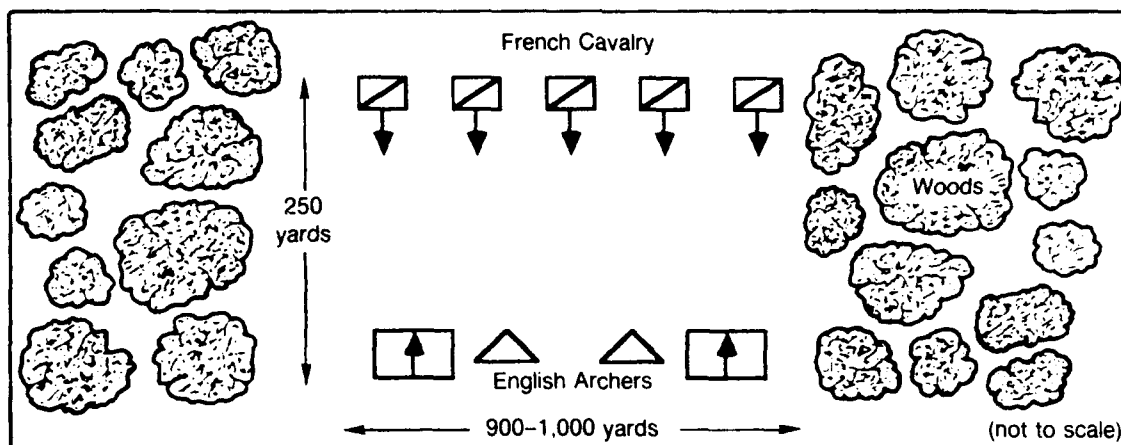 French Cavalry
Woods
250
yards
English Archers
900–1,000 yards
(not to scale)